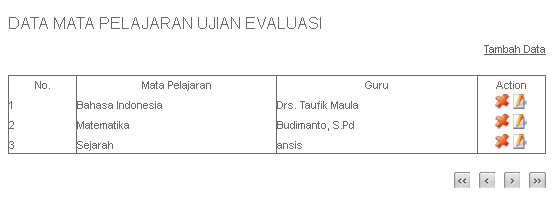 DATA MATA PELAJARAN UJIAN EVALUASI
Tambah Data
No. Mata Pelajaran Guru Action
1 Bahasa Indonesia Drs. Taufik Maula
2 Matematika Budimanto, S.Pd
3 Sejarah ansis
<< < > >>